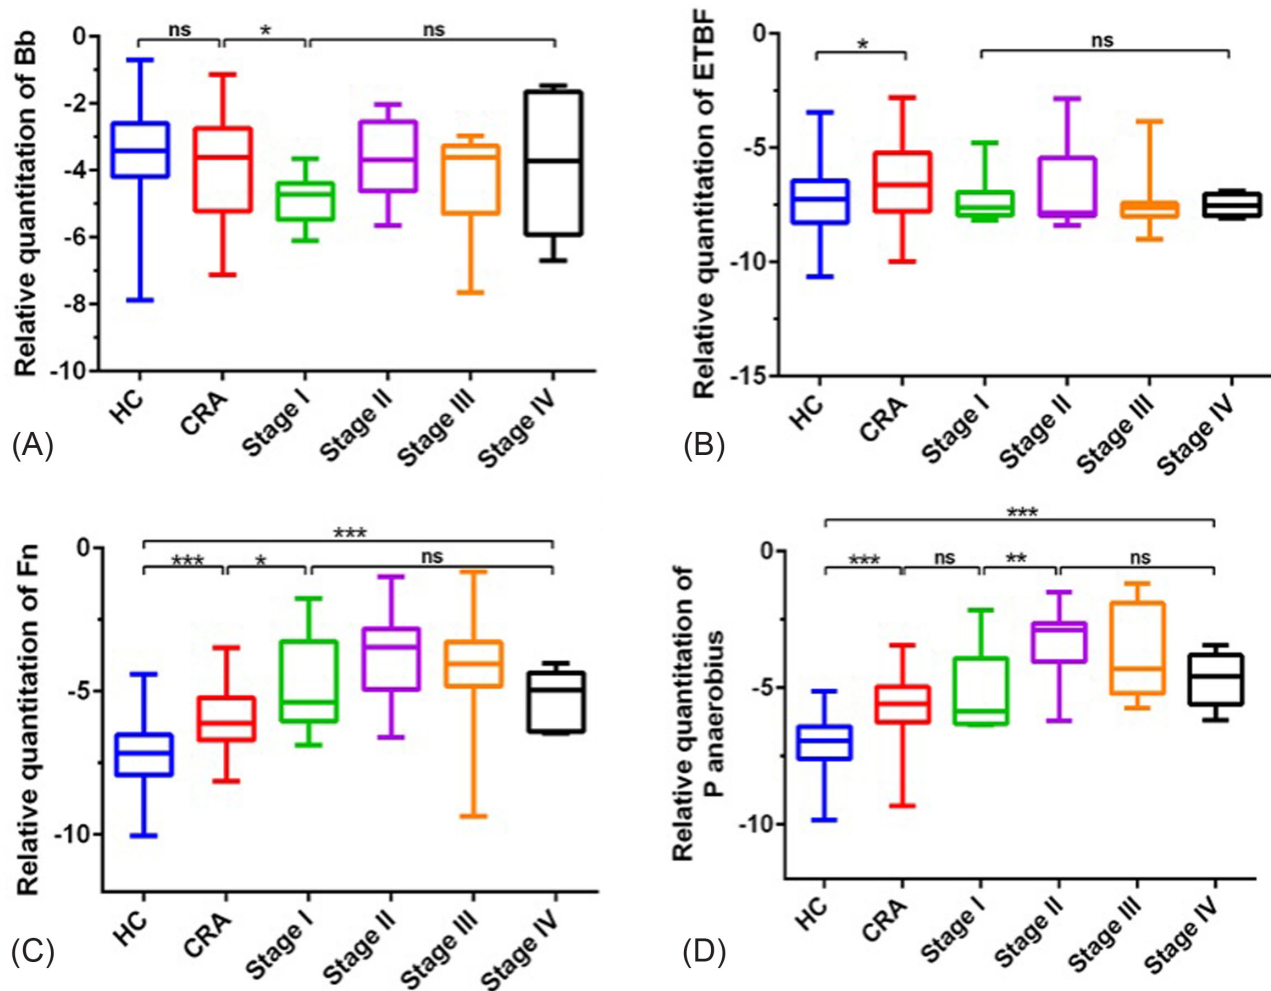 Relative quantitation of Bb
0
-2
-4
-6
-8
-10
ns
*
ns
HC
CRA
Stage I
Stage II
Stage III
Stage IV
(A)
Relative quantitation of ETBF
0
-5
-10
-15
*
ns
HC
CRA
Stage I
Stage II
Stage III
Stage IV
(B)
Relative quantitation of Fn
0
-5
-10
***
***
*
ns
HC
CRA
Stage I
Stage II
Stage III
Stage IV
(C)
Relative quantitation of
P anaerobius
0
-5
-10
***
***
ns
**
ns
HC
CRA
Stage I
Stage II
Stage III
Stage IV
(D)